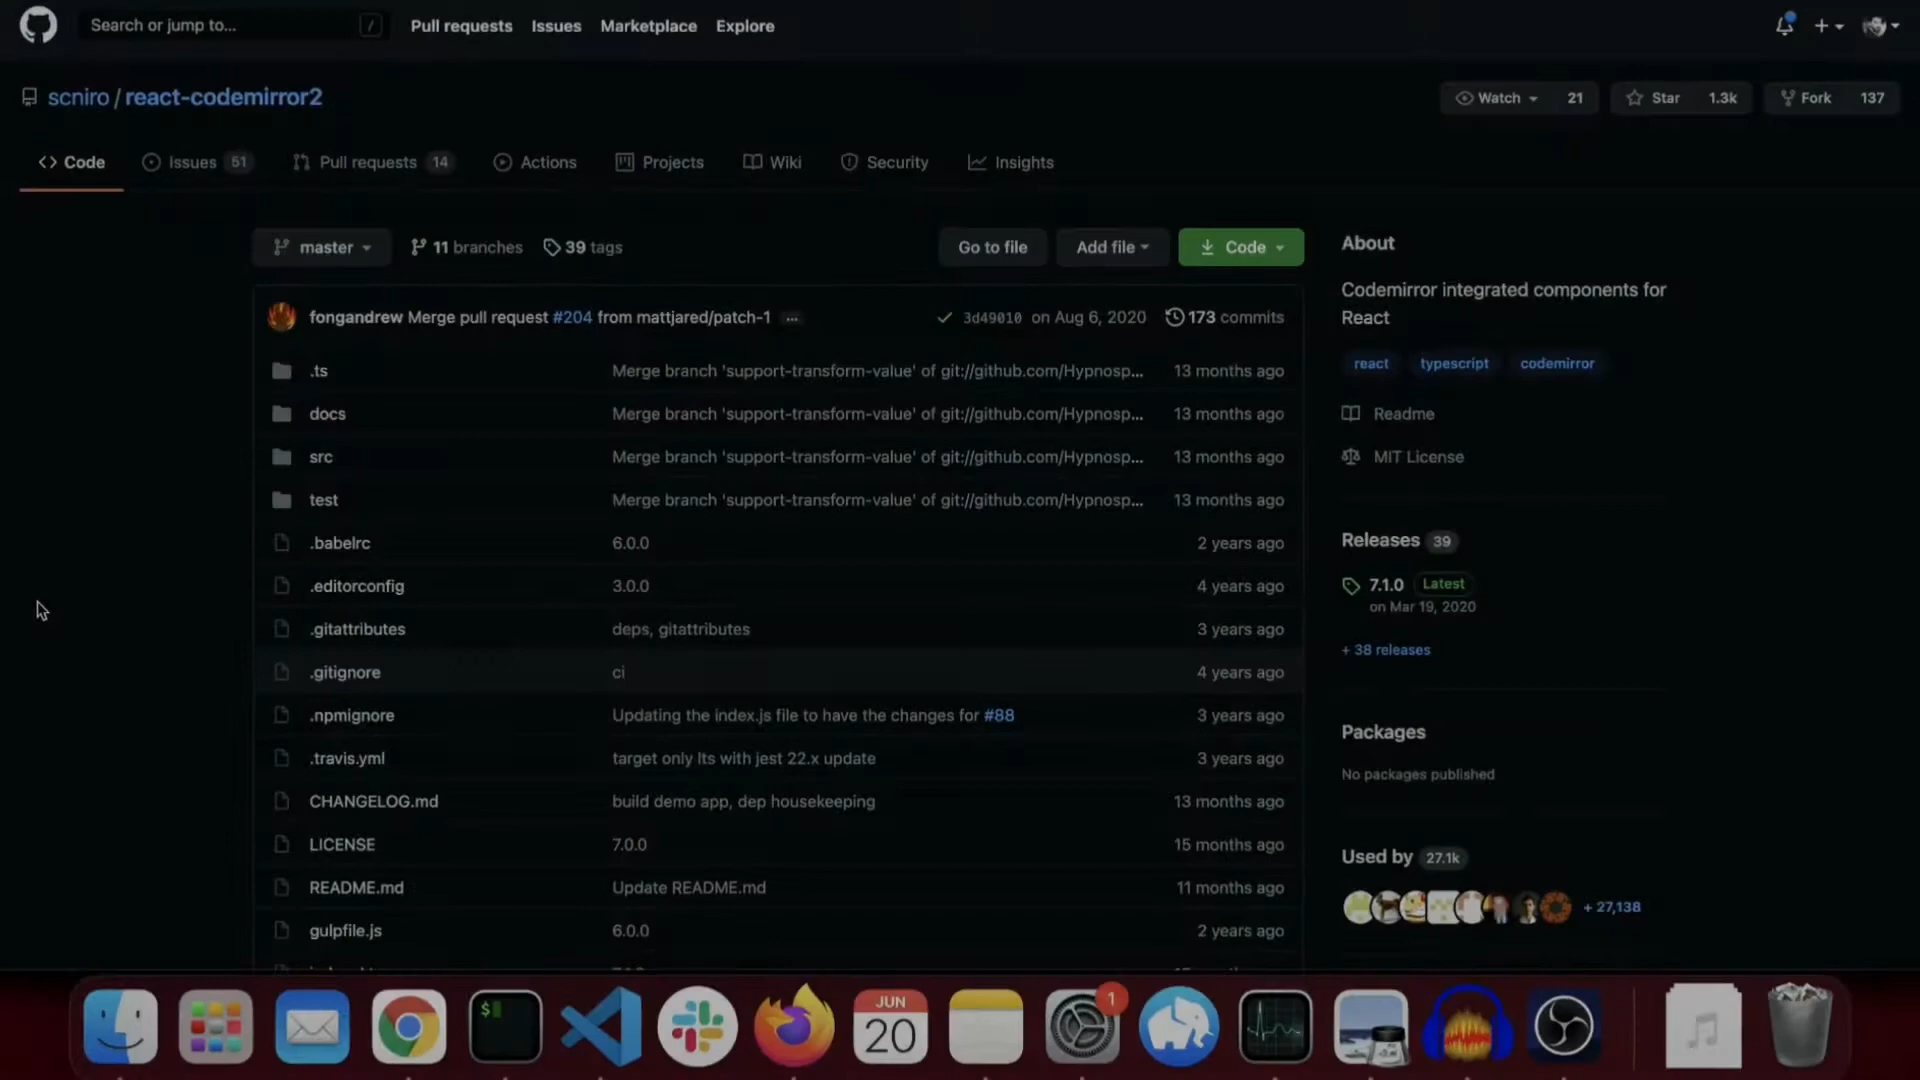 Search or jump to... /
Pull requests Issues Marketplace Explore
scniro / react-codemirror2
Watch 21 Star 1.3k Fork 137
Code Issues 51 Pull requests 14 Actions Projects Wiki Security Insights
master 11 branches 39 tags Go to file Add file Code
fongandrew Merge pull request #204 from mattjared/patch-1 ... 3d49010 on Aug 6, 2020 173 commits
.ts Merge branch 'support-transform-value' of git://github.com/Hypnosp... 13 months ago
docs Merge branch 'support-transform-value' of git://github.com/Hypnosp... 13 months ago
src Merge branch 'support-transform-value' of git://github.com/Hypnosp... 13 months ago
test Merge branch 'support-transform-value' of git://github.com/Hypnosp... 13 months ago
.babelrc 6.0.0 2 years ago
.editorconfig 3.0.0 4 years ago
.gitattributes deps, gitattributes 3 years ago
.gitignore ci 4 years ago
.npmignore Updating the index.js file to have the changes for #88 3 years ago
.travis.yml target only lts with jest 22.x update 3 years ago
CHANGELOG.md build demo app, dep housekeeping 13 months ago
LICENSE 7.0.0 15 months ago
README.md Update README.md 11 months ago
gulpfile.js 6.0.0 2 years ago
About
Codemirror integrated components for
React
react typescript codemirror
Readme
MIT License
Releases 39
7.1.0 Latest
on Mar 19, 2020
+ 38 releases
Packages
No packages published
Used by 27.1k
+ 27,138
$
JUN
20
1